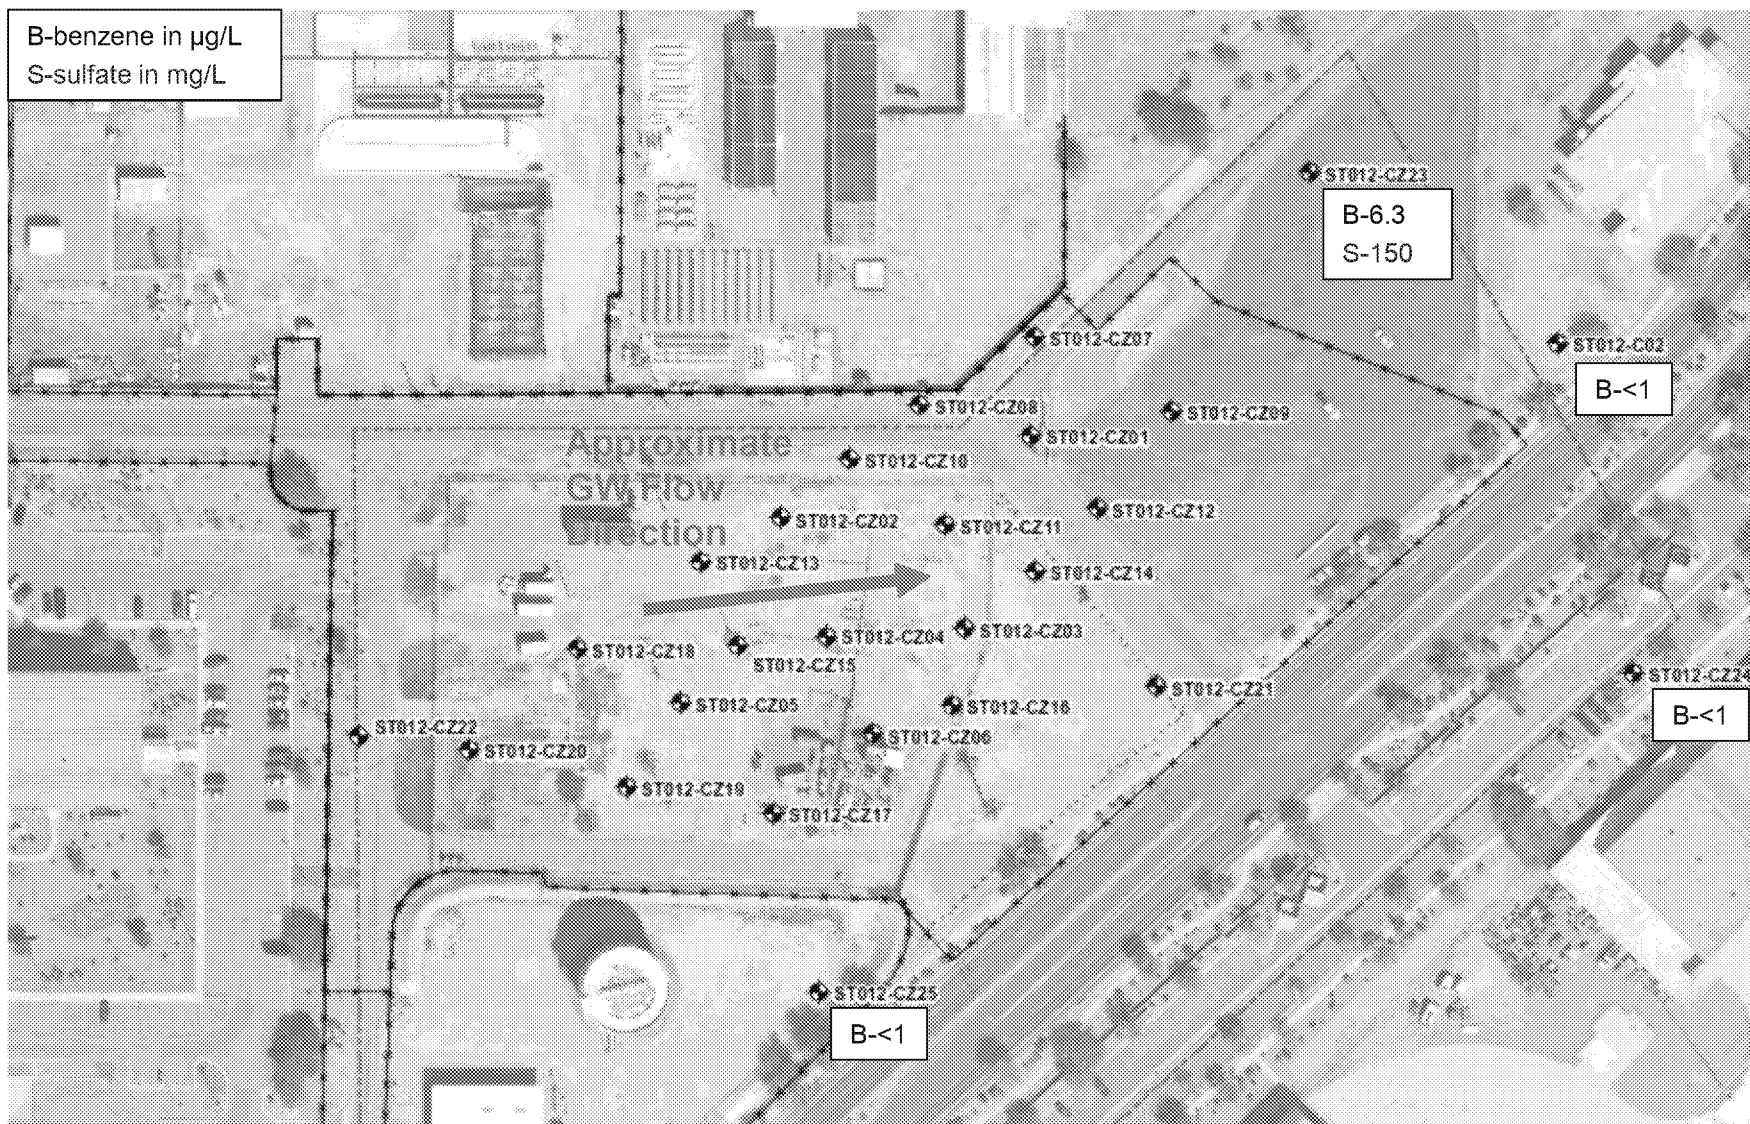 B-benzene in µg/L
S-sulfate in mg/L
ST012-CZ23
B-6.3
S-150
ST012-CZ07
ST012-C02
B-<1
ST012-CZ08
ST012-CZ09
ST012-CZ01
Approximate
GW Flow
Direction
ST012-CZ10
ST012-CZ02
ST012-CZ11
ST012-CZ12
ST012-CZ13
ST012-CZ14
ST012-CZ04
ST012-CZ03
ST012-CZ18
ST012-CZ15
ST012-CZ24
B-<1
ST012-CZ21
ST012-CZ05
ST012-CZ16
ST012-CZ22
ST012-CZ20
ST012-CZ06
ST012-CZ19
ST012-CZ17
ST012-CZ25
B-<1